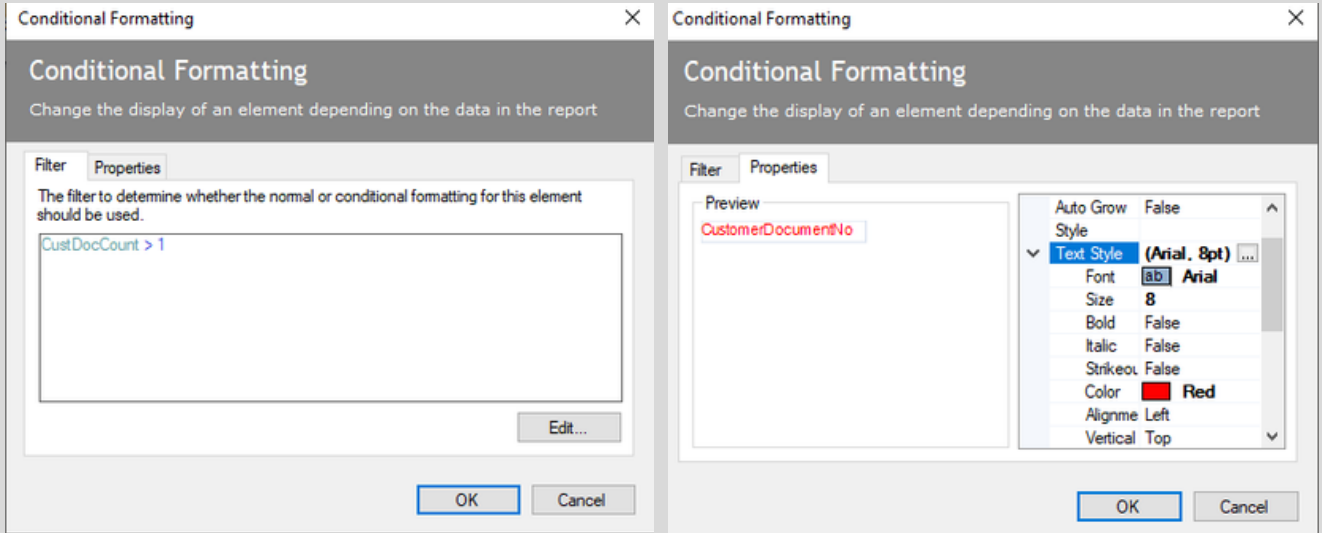 Conditional Formatting
Conditional Formatting
Change the display of an element depending on the data in the report
Filter Properties
The filter to determine whether the normal or conditional formatting for this element
should be used.
CustDocCount > 1
Edit...
OK Cancel
Conditional Formatting
Conditional Formatting
Change the display of an element depending on the data in the report
Filter Properties
Preview
CustomerDocumentNo
Auto Grow False
Style
Text Style (Arial, 8pt) ...
Font ab Arial
Size 8
Bold False
Italic False
Strikeou False
Color Red
Alignme Left
Vertical Top
OK Cancel